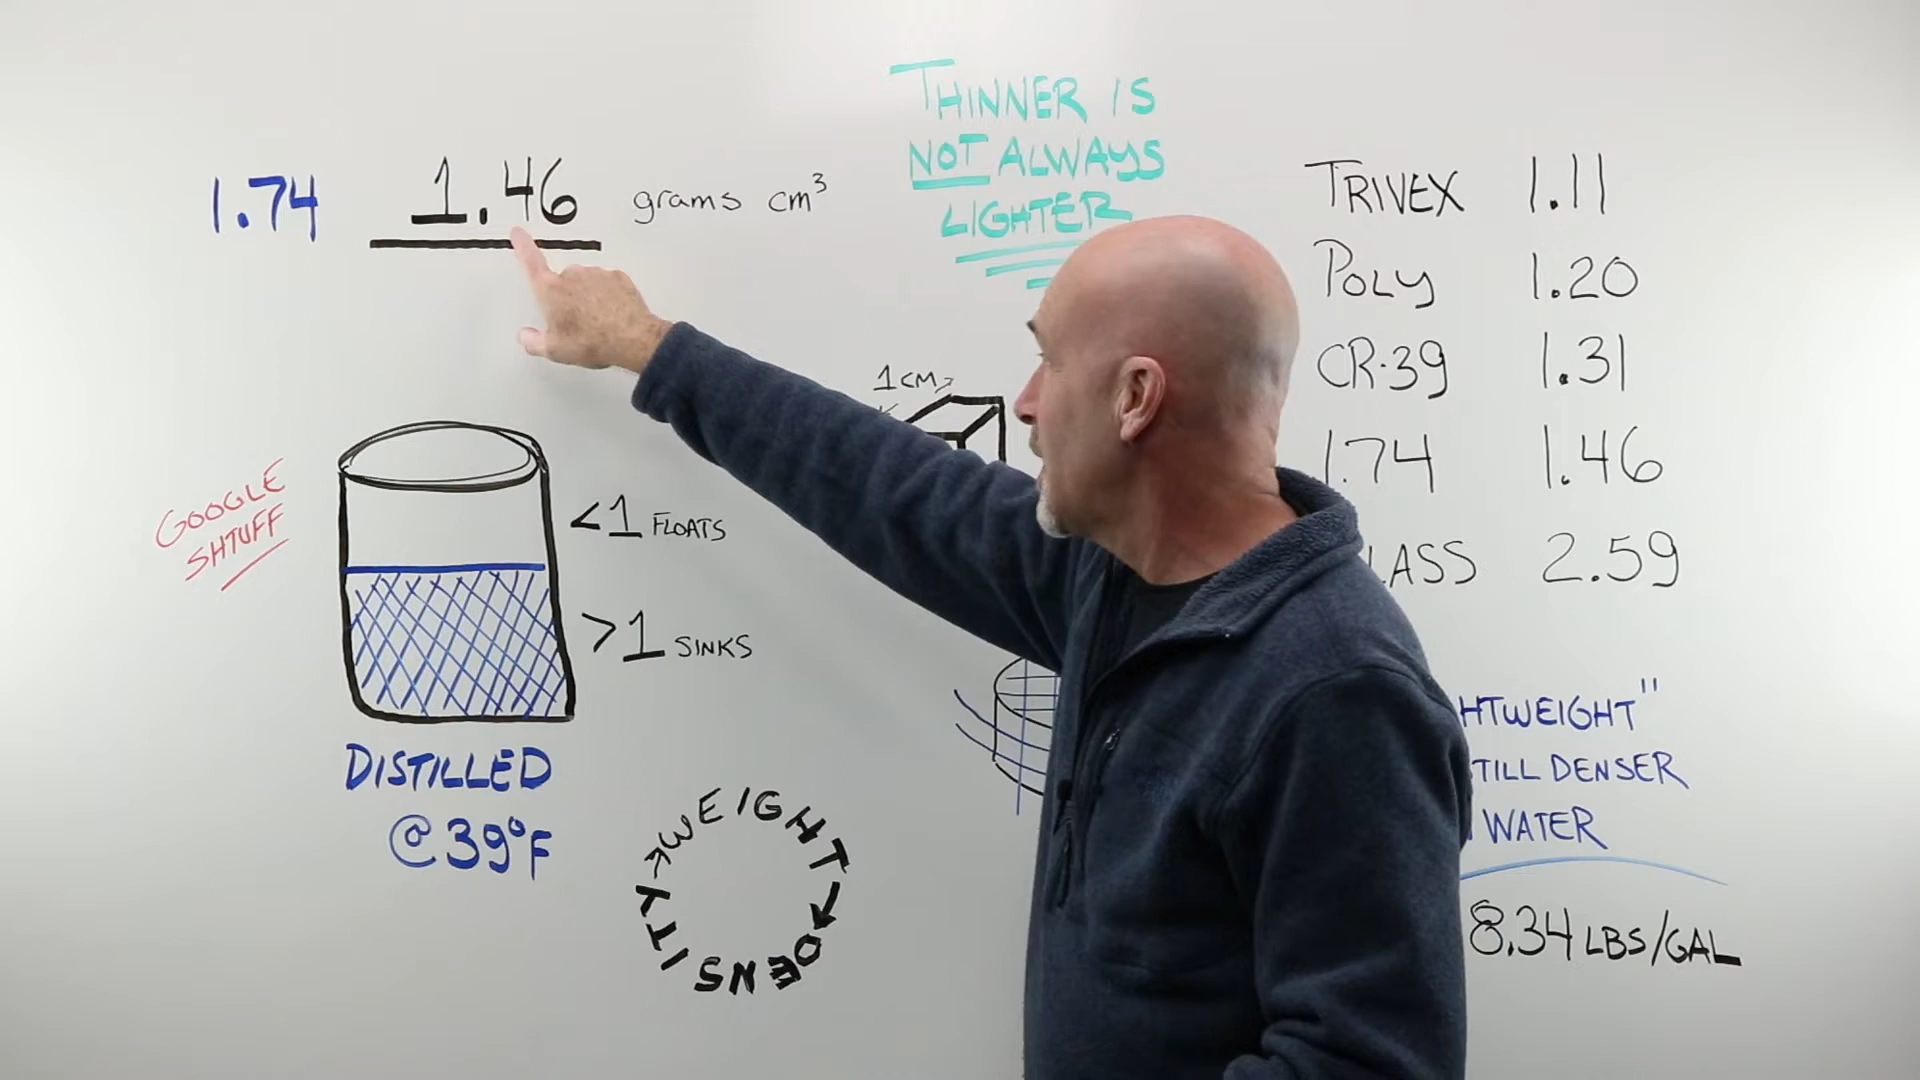 THINNER IS
NOT ALWAYS
LIGHTER
1.74 1.46 grams cm³
TRIVEX 1.11
POLY 1.20
CR-39 1.31
1.74 1.46
LASS 2.59
1 CM
GOOGLE
SHTUFF
<1 FLOATS
>1 SINKS
DISTILLED
@ 39°F
WEIGHT
DENSITY
HTWEIGHT"
TILL DENSER
WATER
8.34 LBS/GAL